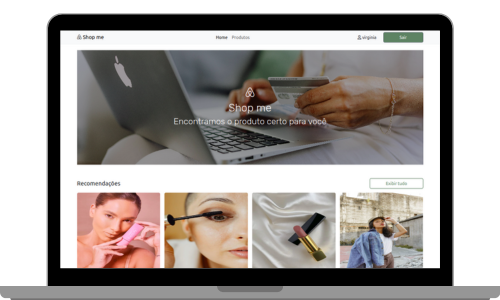 Shop me
Home Produtos
virginia
Sair
Shop me
Encontramos o produto certo para você.
Recomendações
Exibir tudo